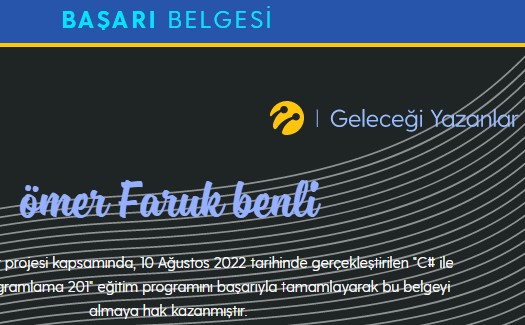 BAŞARI BELGESİ
| Geleceği Yazanlar
ömer Faruk benli
projesi kapsamında, 10 Ağustos 2022 tarihinde gerçekleştirilen "C# ile
gramlama 201" eğitim programını başarıyla tamamlayarak bu belgeyi
almaya hak kazanmıştır.